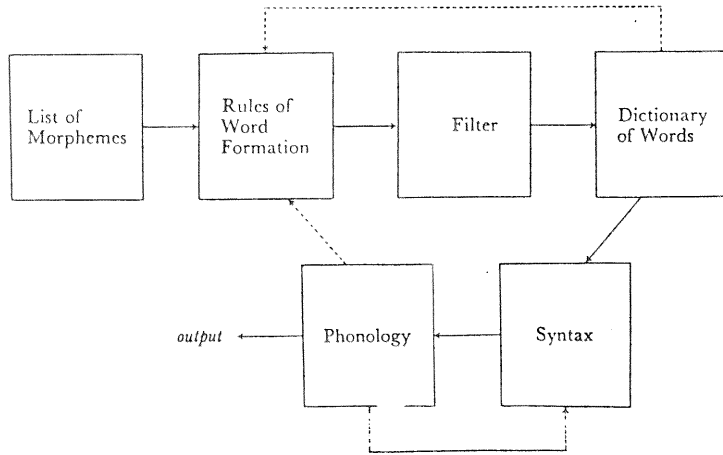 List of
Morphemes
Rules of
Word
Formation
Filter
Dictionary
of Words
output
Phonology
Syntax